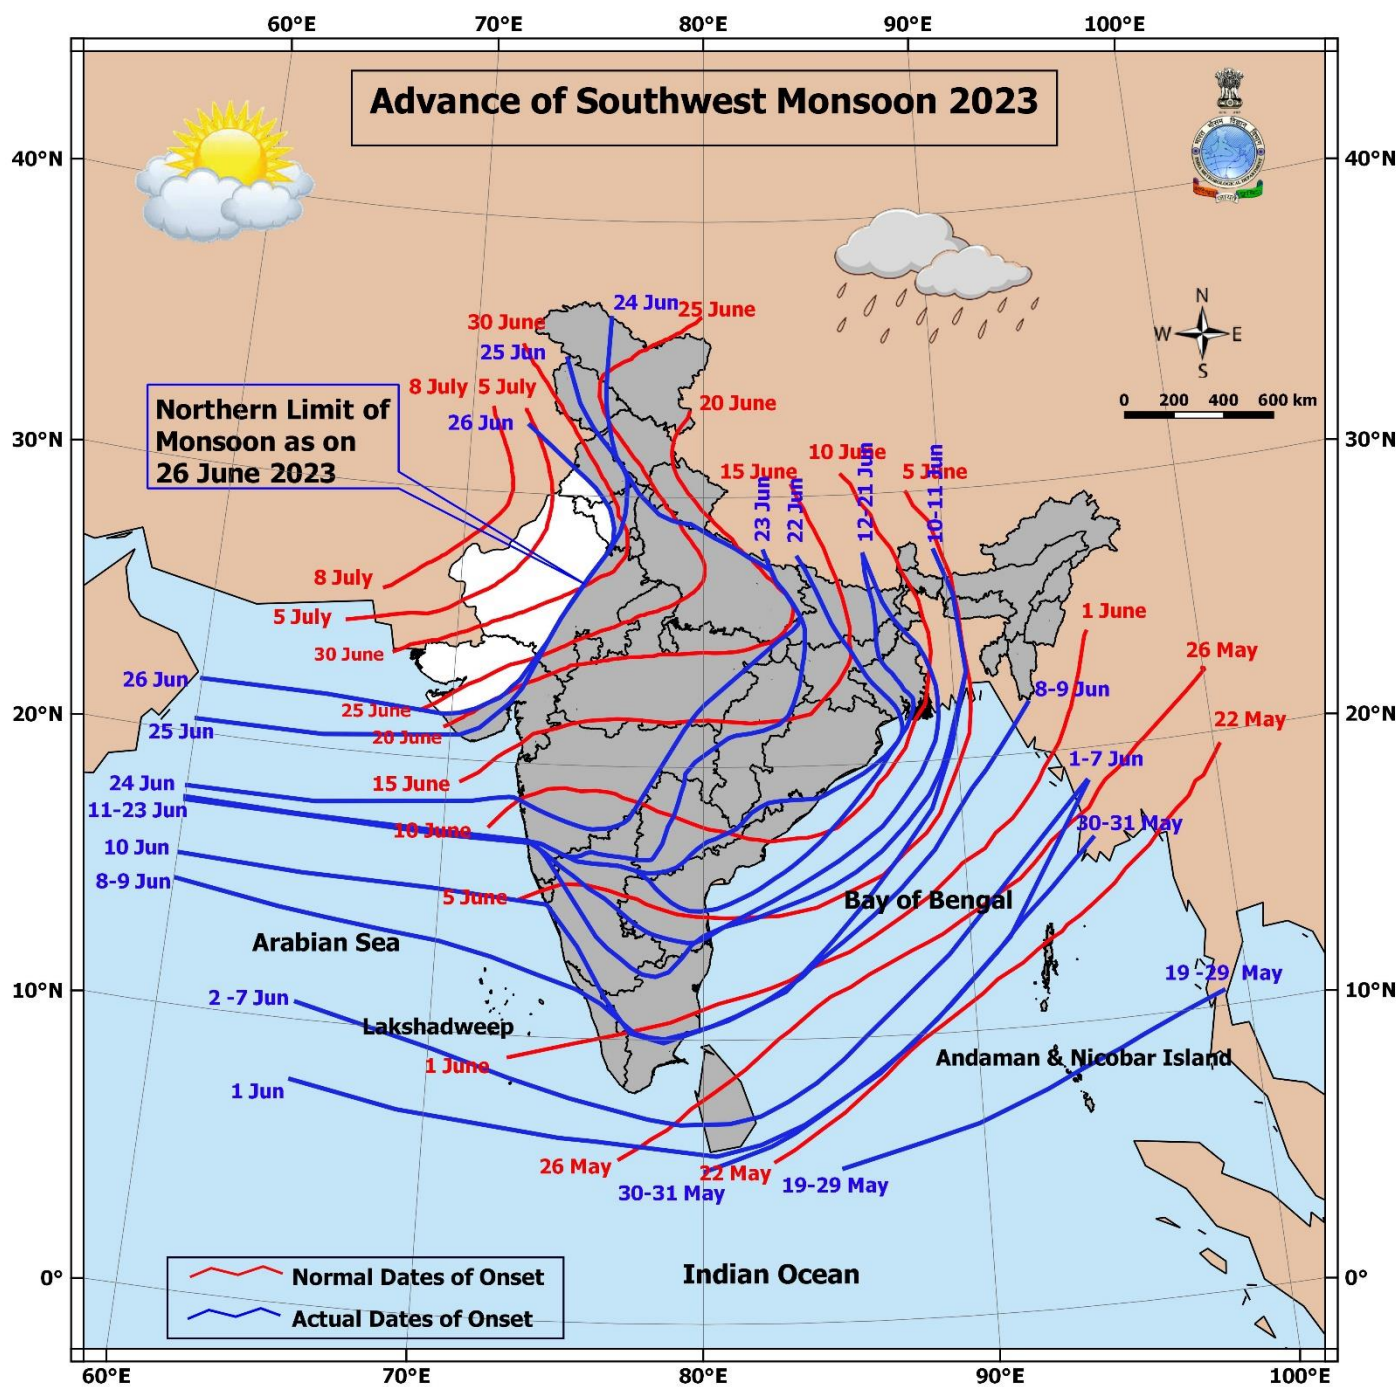 60°E 70°E 80°E 90°E 100°E
Advance of Southwest Monsoon 2023
40°N 40°N
N
W E
S
0 200 400 600 km
24 Jun 25 June
30 June
25 Jun
8 July 5 July
26 Jun
20 June
Northern Limit of
Monsoon as on
26 June 2023
30°N 30°N
10 June
15 June
5 June
23 Jun
22 Jun
12-21 Jun
10-11 Jun
8 July
5 July
30 June
1 June
26 May
22 May
26 Jun
8-9 Jun
25 June
20°N 20°N
25 Jun
20 June
1-7 Jun
24 Jun
15 June
11-23 Jun
10 June
30-31 May
10 Jun
8-9 Jun
5 June
Bay of Bengal
Arabian Sea
19 -29 May
10°N 10°N
2 -7 Jun
Lakshadweep
1 June
Andaman & Nicobar Island
1 Jun
26 May
22 May
30-31 May
19-29 May
0° 0°
Indian Ocean
Normal Dates of Onset
Actual Dates of Onset
60°E 70°E 80°E 90°E 100°E